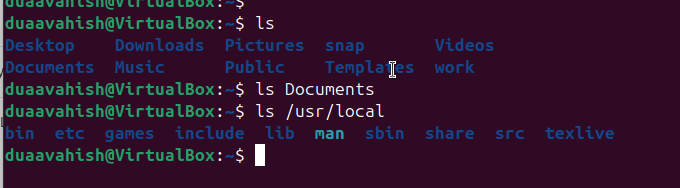 duaavahish@VirtualBox:~$
duaavahish@VirtualBox:~$ ls
Desktop Downloads Pictures snap Videos
Documents Music Public Templates work
duaavahish@VirtualBox:~$ ls Documents
duaavahish@VirtualBox:~$ ls /usr/local
bin etc games include lib man sbin share src texlive
duaavahish@VirtualBox:~$